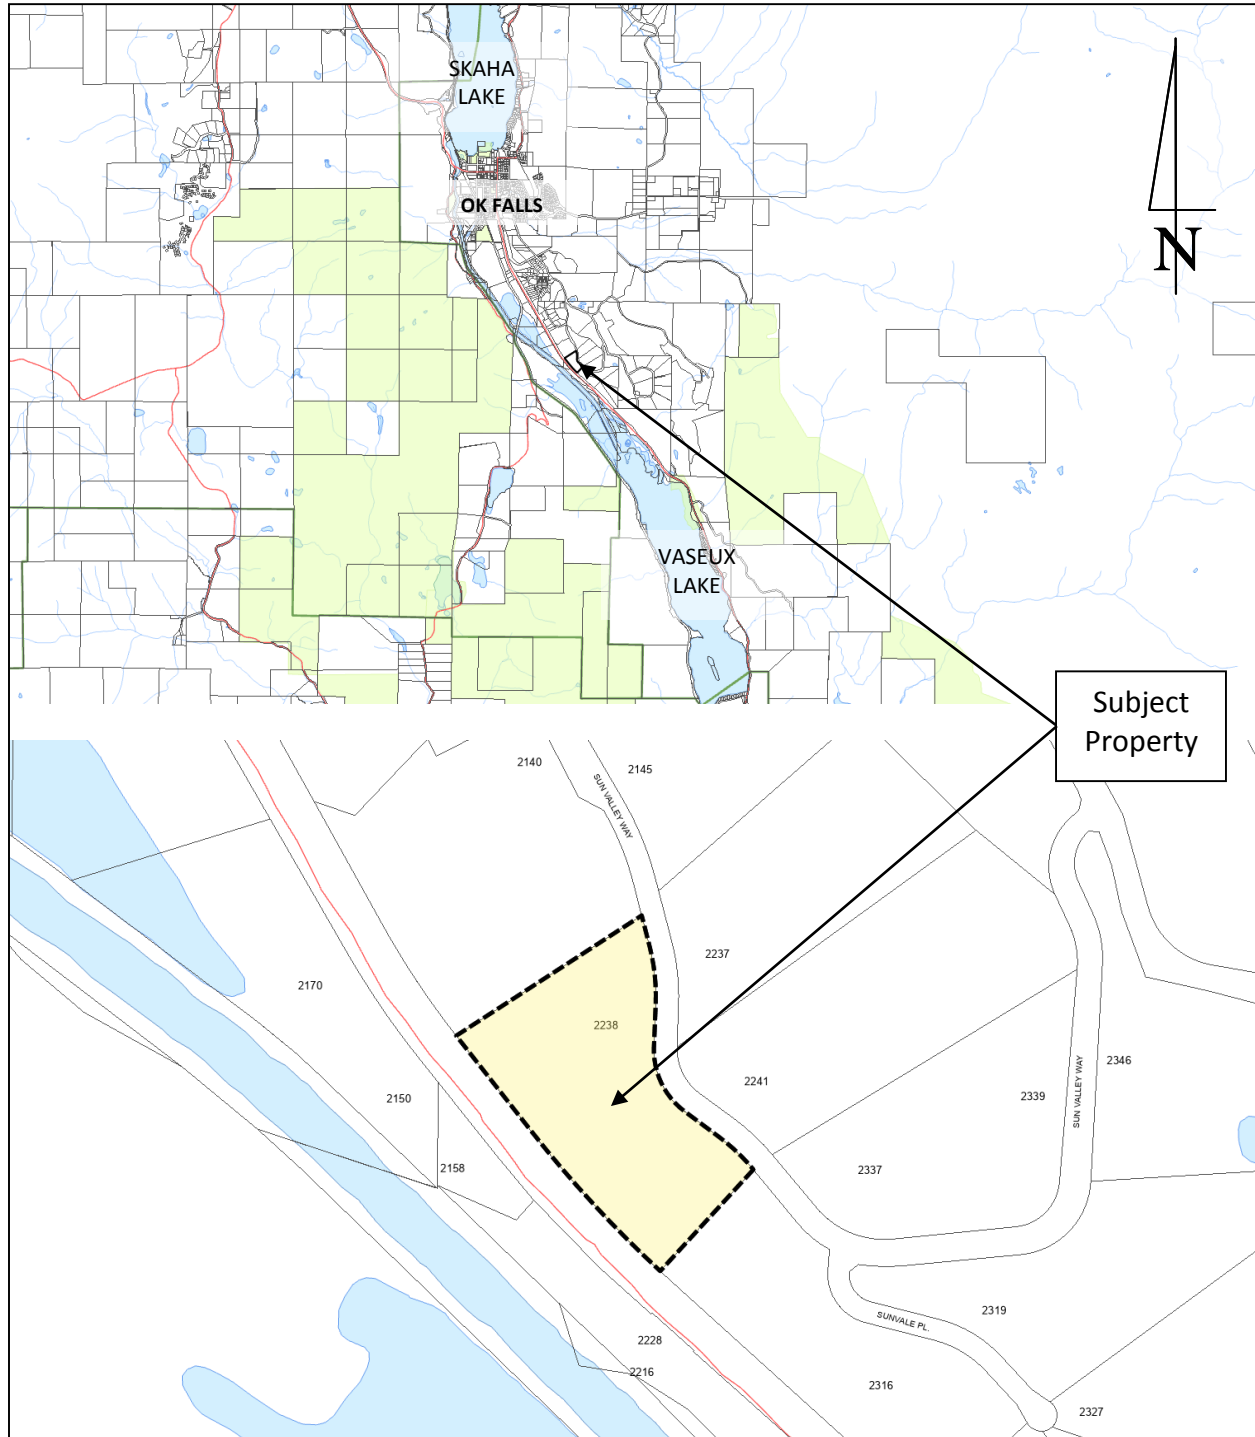 SKAHA
LAKE
OK FALLS
N
VASEUX
LAKE
Subject
Property
2140
2145
SUN VALLEY WAY
2237
2170
2238
2241
2346
2339
SUN VALLEY WAY
2150
2158
2337
2319
SUNVALE PL.
2228
2216
2316
2327